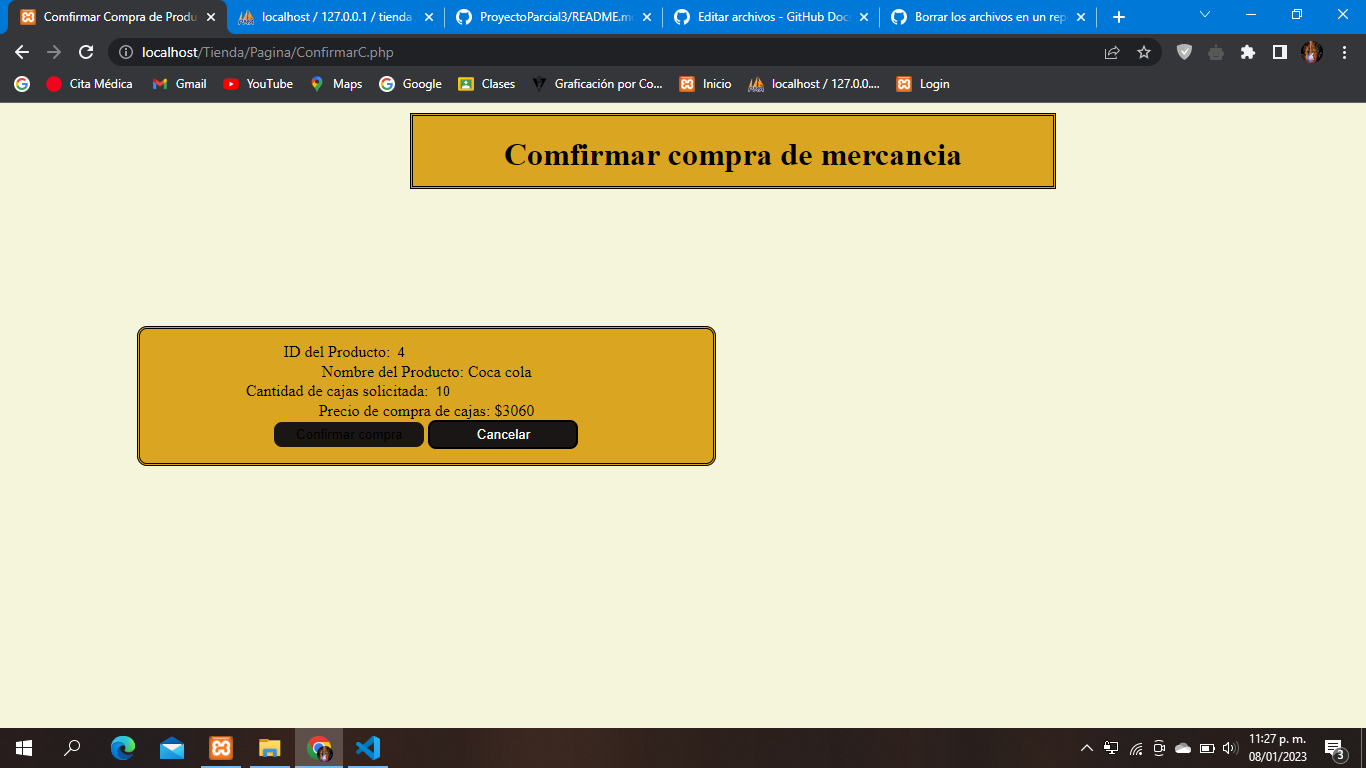 Comfirmar Compra de Produ
localhost / 127.0.0.1 / tienda
ProyectoParcial3/README.m
Editar archivos - GitHub Doc
Borrar los archivos en un rep
localhost/Tienda/Pagina/ConfirmarC.php
Cita Médica
Gmail
YouTube
Maps
Google
Clases
Graficación por Co...
Inicio
localhost / 127.0.0....
Login
Comfirmar compra de mercancia
ID del Producto: 4
Nombre del Producto: Coca cola
Cantidad de cajas solicitada: 10
Precio de compra de cajas: $3060
Confirmar compra
Cancelar
11:27 p. m.
08/01/2023
3